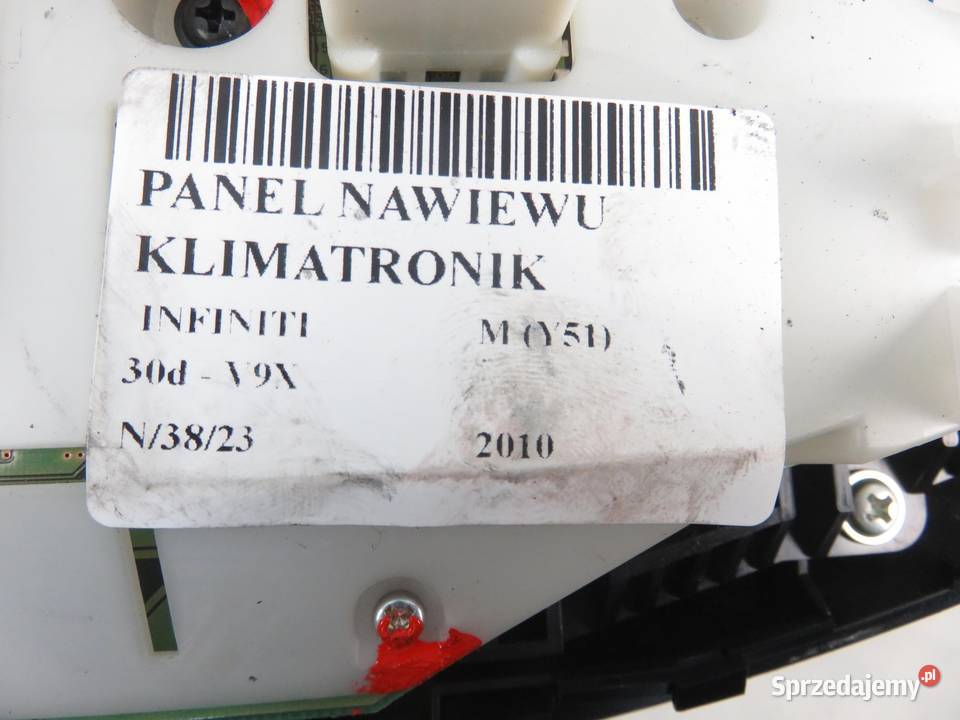 PANEL NAWIEWU
KLIMATRONIK
INFINITI M (Y51)
30d - V9X
N/38/23 2010
Sprzedajemy.pl